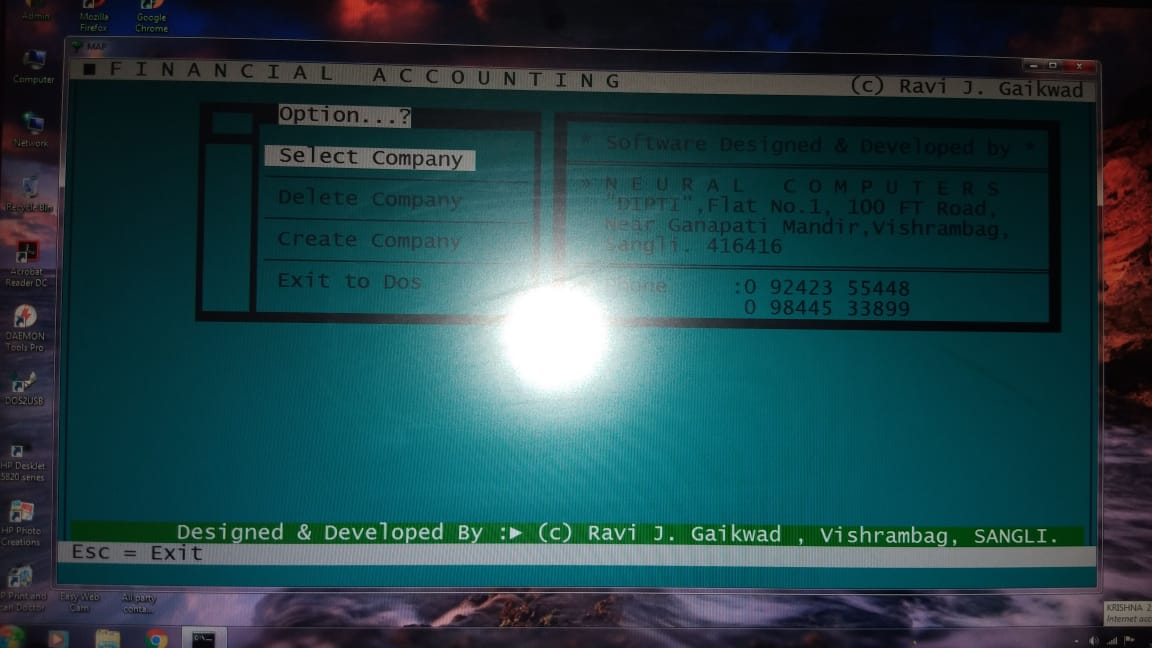 Admin
Mozilla
Firefox
Google
Chrome
Computer
Network
Recycle Bin
Acrobat
Reader DC
DAEMON
Tools Pro
DOS2USB
HP Deskjet
5820 series
HP Photo
Creations
HP Print and
Scan Doctor
Easy Web
Cam
All party
conta...
MAP
FINANCIAL ACCOUNTING (c) Ravi J. Gaikwad
Option...?
Select Company
Delete Company
Create Company
Exit to Dos
* Software Designed & Developed by *
» NEURAL COMPUTERS
"DIPTI",Flat No.1, 100 FT Road,
Near Ganapati Mandir,Vishrambag,
Sangli. 416416
Phone :0 92423 55448
0 98445 33899
Designed & Developed By :► (c) Ravi J. Gaikwad , Vishrambag, SANGLI.
Esc = Exit
KRISHNA 2
Internet acc